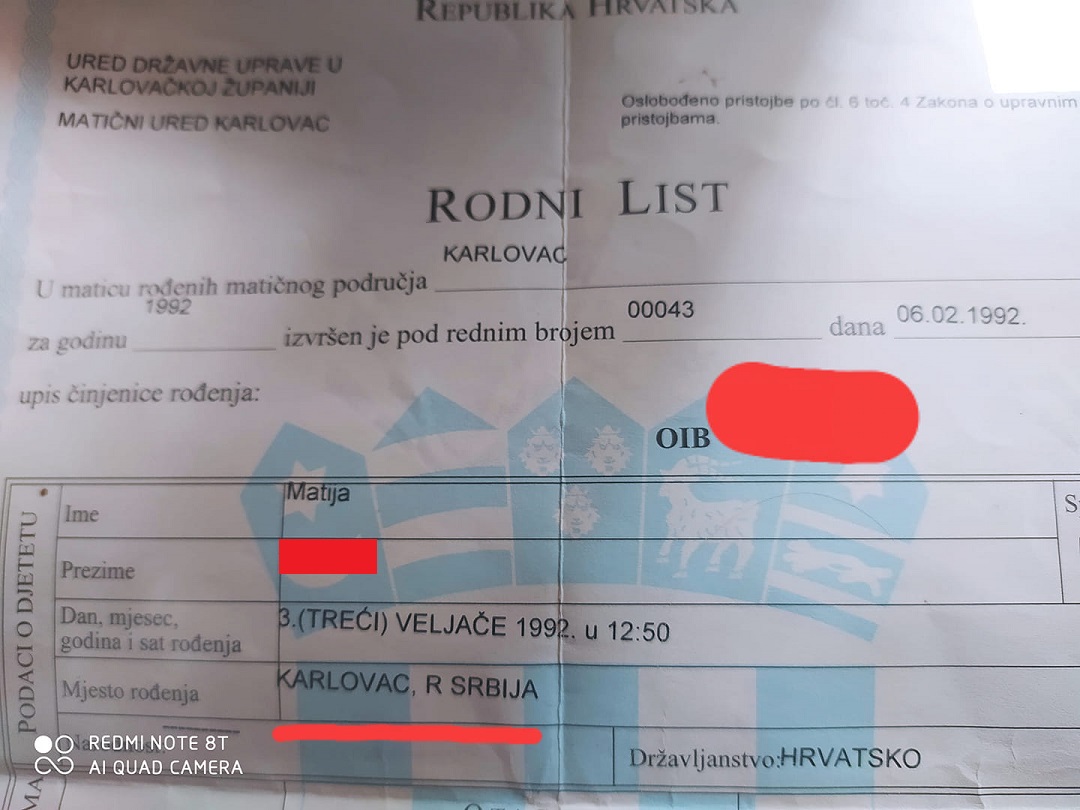 REPUBLIKA HRVATSKA
URED DRŽAVNE UPRAVE U
KARLOVAČKOJ ŽUPANIJI
MATIČNI URED KARLOVAC
Oslobođeno pristojbe po čl. 6 toč. 4 Zakona o upravnim
pristojbama.
RODNI LIST
KARLOVAC
U maticu rođenih matičnog područja
1992
00043
06.02.1992.
za godinu izvršen je pod rednim brojem dana
upis činjenice rođenja:
OIB
PODACI O DJETETU
Ime Matija
Prezime
Dan, mjesec,
godina i sat rođenja
3.(TREĆI) VELJAČE 1992. u 12:50
Mjesto rođenja KARLOVAC, R SRBIJA
Državljanstvo:HRVATSKO
REDMI NOTE 8T
AI QUAD CAMERA